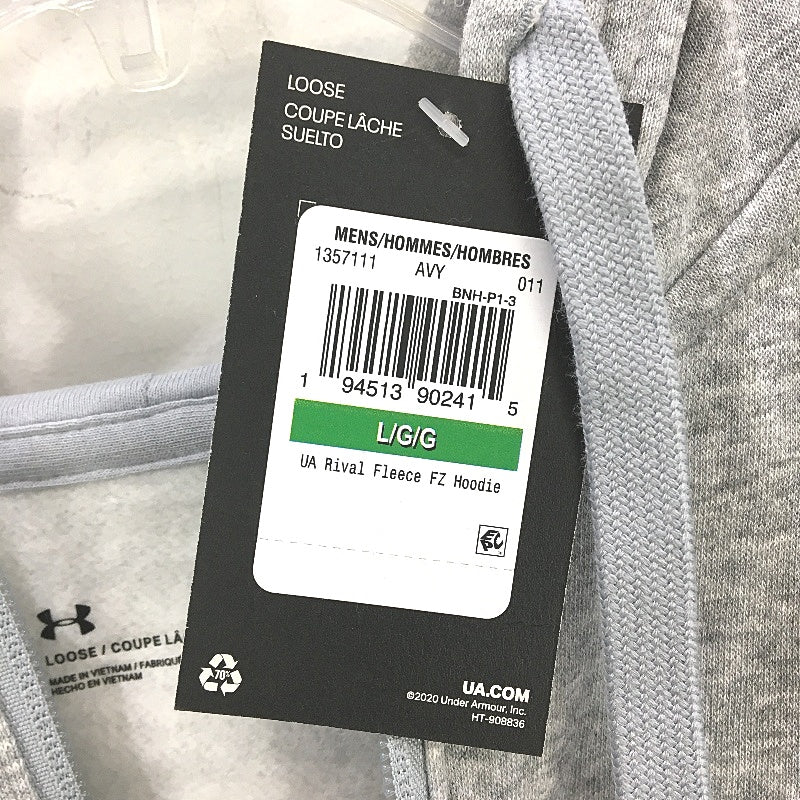 LOOSE
COUPE LÂCHE
SUELTO
MENS/HOMMES/HOMBRES
1357111 AVY 011
BNH-P1-3
1 94513 90241 5
L/G/G
UA Rival Fleece FZ Hoodie
70%
UA.COM
©2020 Under Armour, Inc.
HT-908836
LOOSE / COUPE LÂ
MADE IN VIETNAM / FABRIQU
HECHO EN VIETNAM